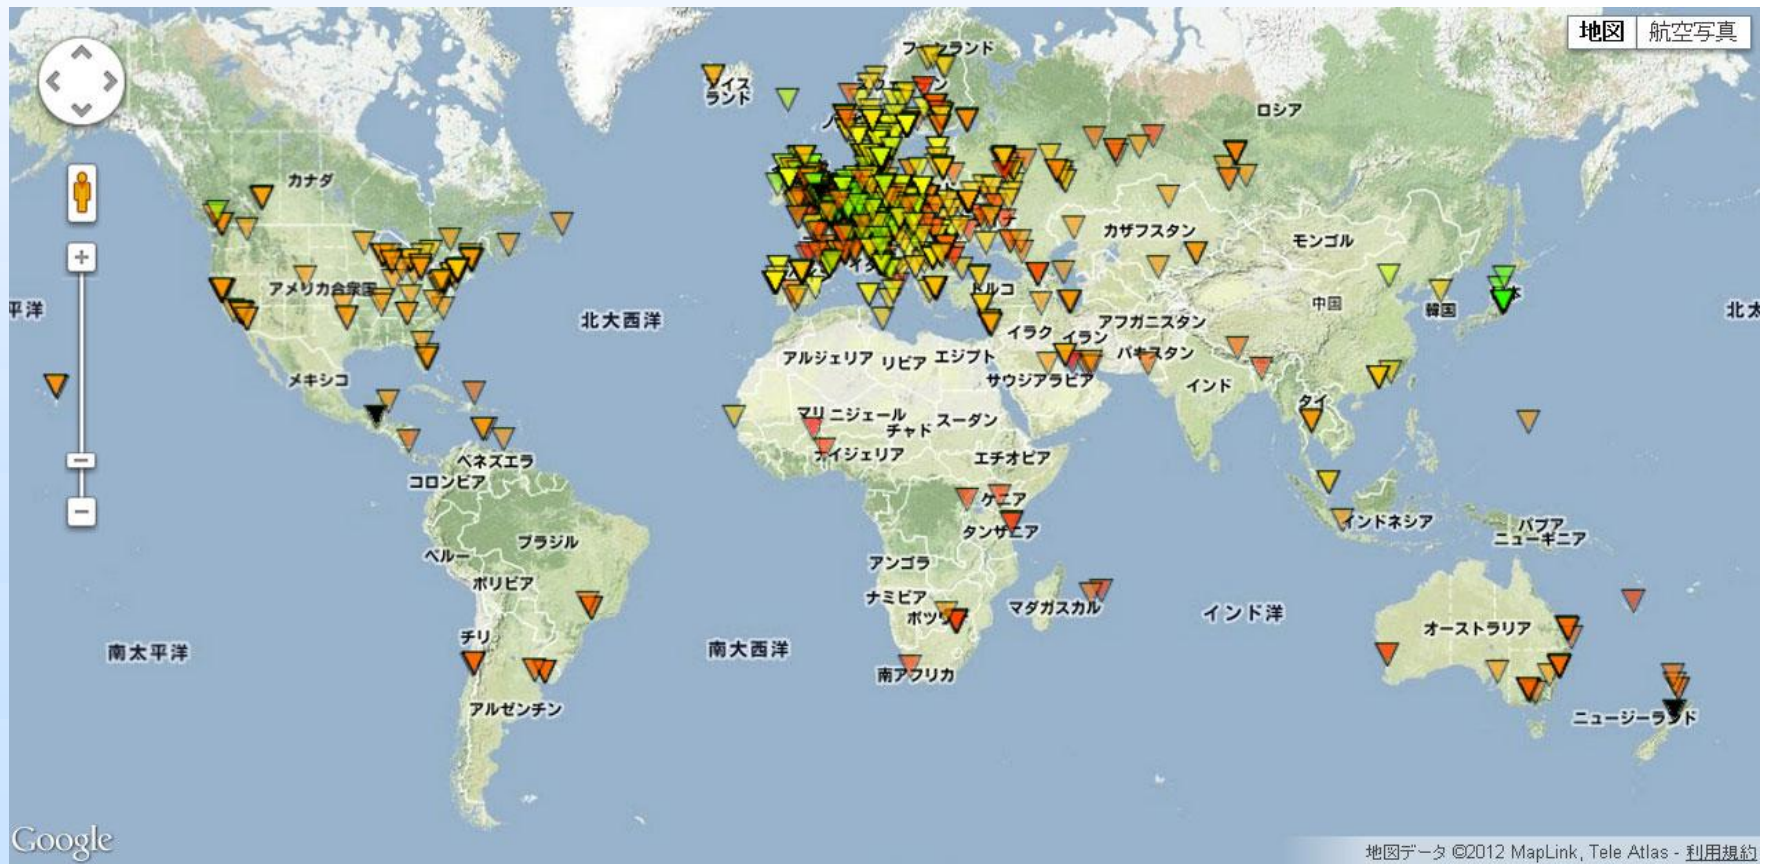 地図
航空写真
アイス
ランド
ロシア
カナダ
カザフスタン
モンゴル
アメリカ合衆国
平洋
北大西洋
トルコ
中国
韓国
北太
イラク
イラン
アフガニスタン
パキスタン
メキシコ
アルジェリア
リビア
エジプト
サウジアラビア
インド
タイ
マリ
ニジェール
チャド
スーダン
ナイジェリア
エチオピア
ベネズエラ
コロンビア
ケニア
タンザニア
インドネシア
パプア
ニューギニア
ペルー
ブラジル
ボリビア
アンゴラ
ナミビア
マダガスカル
インド洋
オーストラリア
チリ
南太平洋
南大西洋
南アフリカ
アルゼンチン
ニュージーランド
Google
地図データ ©2012 MapLink, Tele Atlas - 利用規約